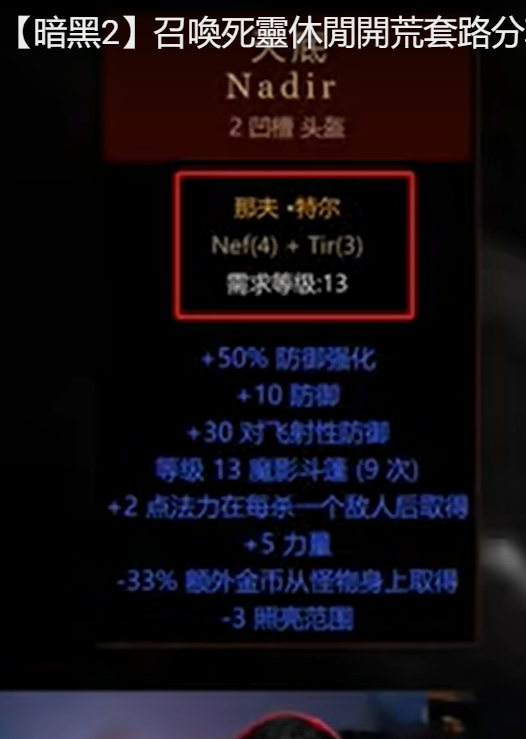 【暗黑2】召喚死靈休閒開荒套路分
天底
Nadir
2 凹槽 头盔
那夫 · 特尔
Nef(4) + Tir(3)
需求等级:13
+50% 防御强化
+10 防御
+30 对飞射性防御
等级 13 魔影斗篷 (9 次)
+2 点法力在每杀一个敌人后取得
+5 力量
-33% 额外金币从怪物身上取得
-3 照亮范围